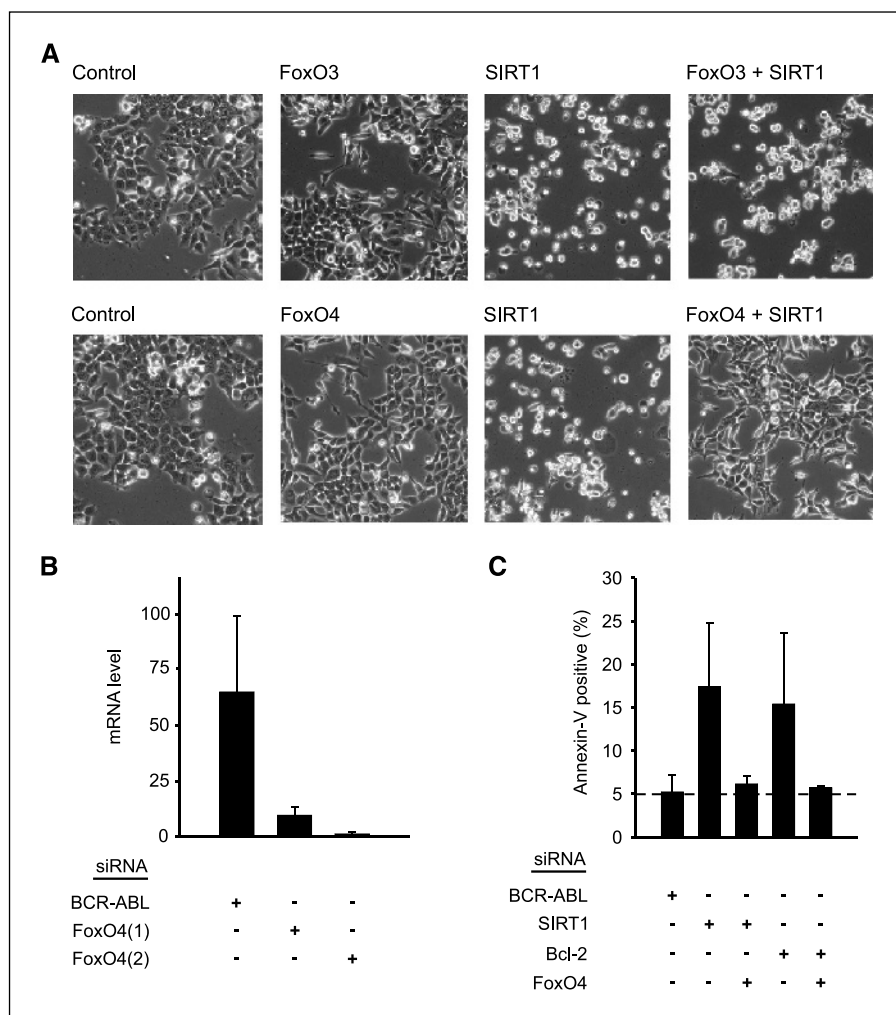 A
Control FoxO3 SIRT1 FoxO3 + SIRT1
Control FoxO4 SIRT1 FoxO4 + SIRT1
B
mRNA level
100
75
50
25
0
siRNA
BCR-ABL + - -
FoxO4(1) - + -
FoxO4(2) - - +
C
Annexin-V positive (%)
30
25
20
15
10
5
0
siRNA
BCR-ABL + - - - -
SIRT1 - + + - -
Bcl-2 - - - + +
FoxO4 - - + - +